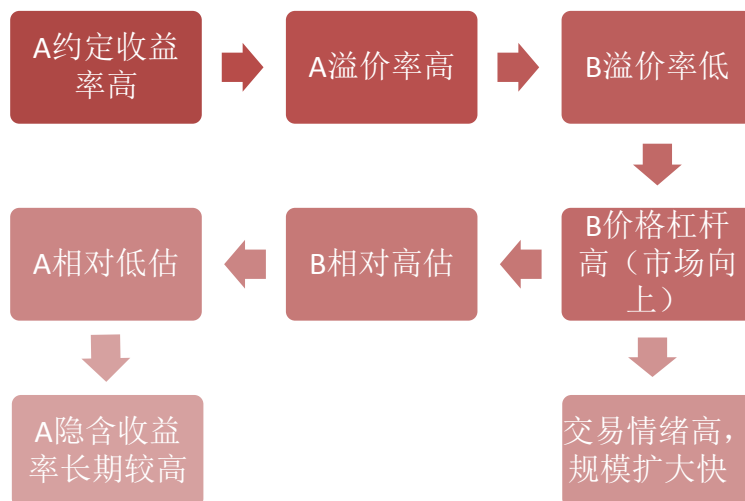 A约定收益
率高
A溢价率高
B溢价率低
B价格杠杆
高（市场向
上）
B相对高估
A相对低估
A隐含收益
率长期较高
交易情绪高，
规模扩大快